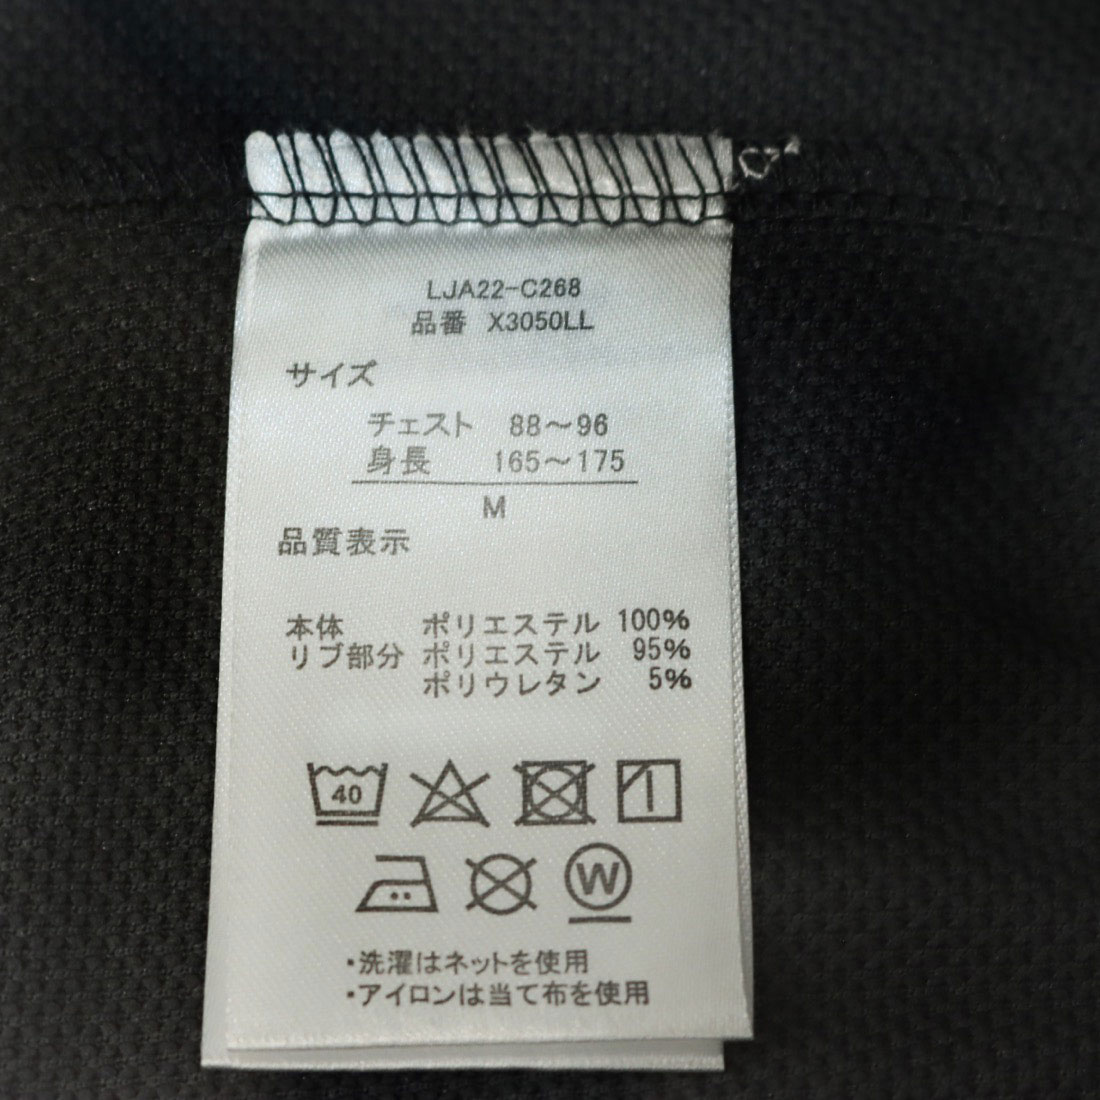 LJA22-C268
品番 X3050LL
サイズ
チェスト 88～96
身長 165～175
M
品質表示
本体 ポリエステル 100%
リブ部分 ポリエステル 95%
ポリウレタン 5%
40
W
・洗濯はネットを使用
・アイロンは当て布を使用